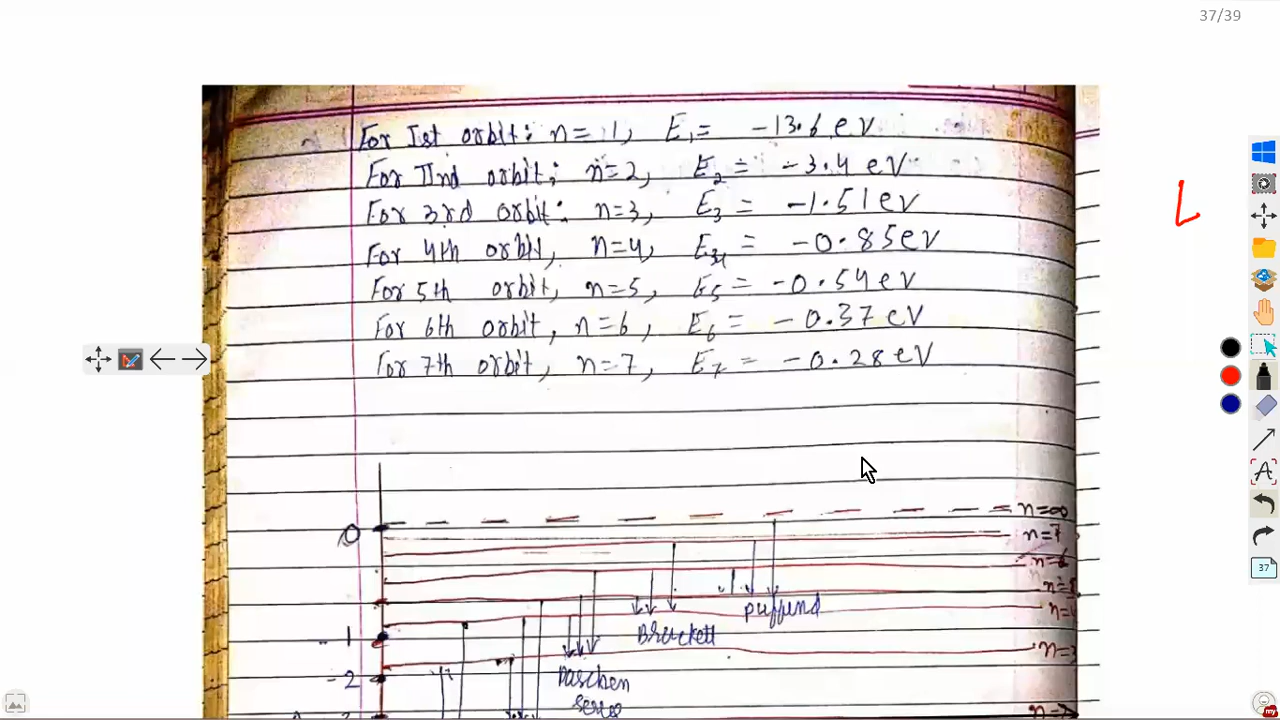 37/39
For Ist orbit: n = 1, E₁ = -13.6 eV
For IInd orbit; n=2, E₂ = -3.4 eV
For 3rd orbit: n=3, E₃ = -1.51 eV
For 4th orbit, n=4, E₄ = -0.85 eV
For 5th orbit, n=5, E₅ = -0.54 eV
For 6th orbit, n=6, E₆ = -0.37 eV
For 7th orbit, n=7, E₇ = -0.28 eV
L
0
n=∞
n=7
n=6
puffund
-1
Brackett
-2
Paschen
series
37